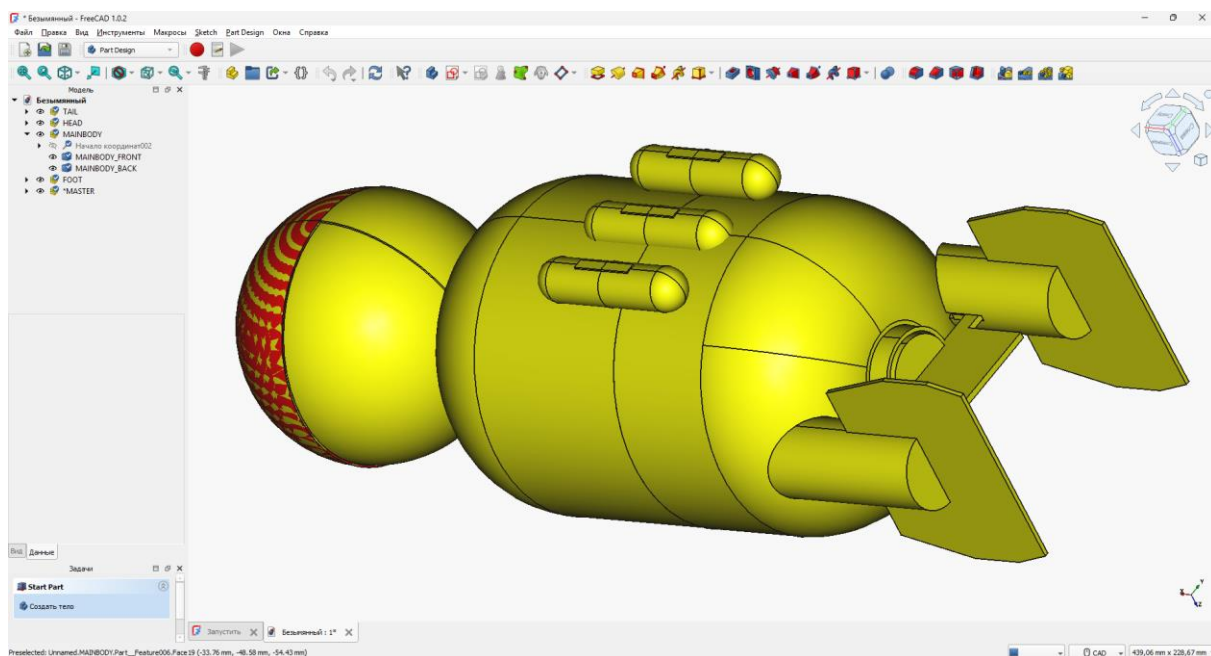 * Безымянный - FreeCAD 1.0.2
Файл Правка Вид Инструменты Макросы Sketch Part Design Окна Справка
Part Design
Модель
Безымянный
TAIL
HEAD
MAINBODY
Начало координат002
MAINBODY_FRONT
MAINBODY_BACK
FOOT
*MASTER
Вид Данные
Задачи
Start Part
Создать тело
Запустить
Безымянный : 1*
Y
X
Z
Preselected: Unnamed.MAINBODY.Part__Feature006.Face19 (-33.76 mm, -48.58 mm, -54.43 mm)
CAD
439,06 mm x 228,67 mm